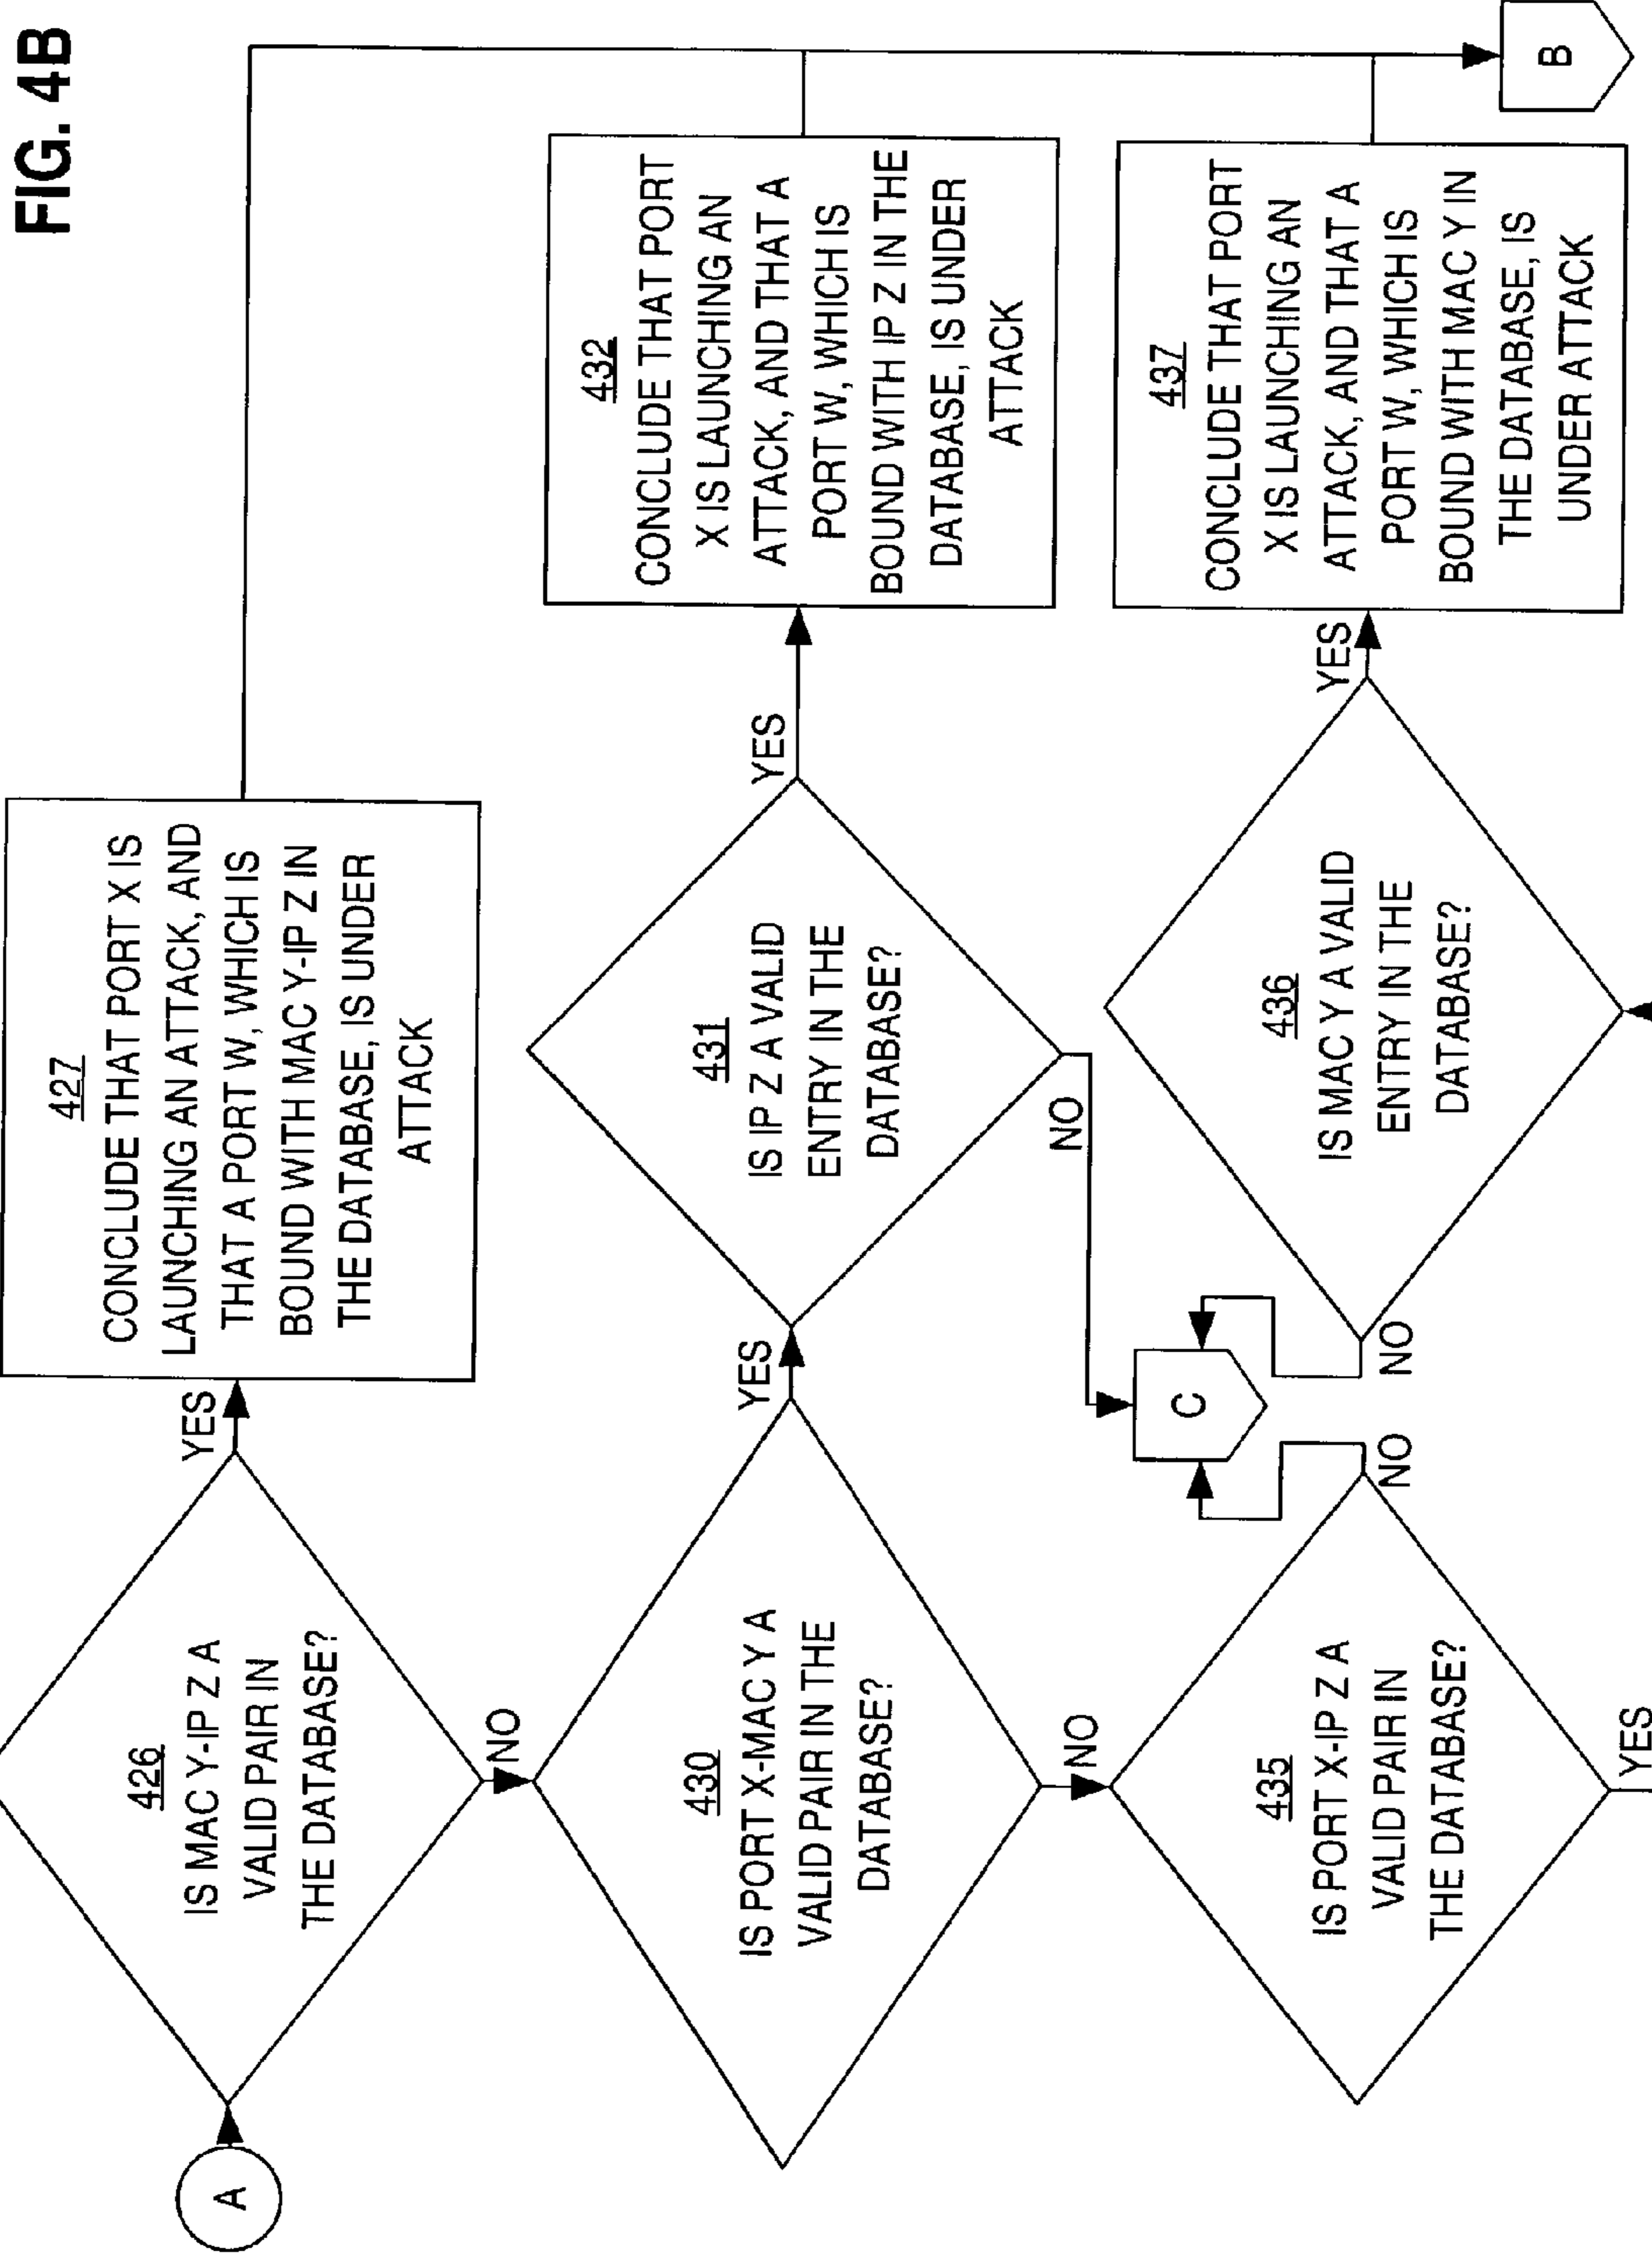 FIG. 4B
A
426
IS MAC Y-IP Z A
VALID PAIR IN
THE DATABASE?
YES
NO
427
CONCLUDE THAT PORT X IS
LAUNCHING AN ATTACK, AND
THAT A PORT W, WHICH IS
BOUND WITH MAC Y-IP Z IN
THE DATABASE, IS UNDER
ATTACK
430
IS PORT X-MAC Y A
VALID PAIR IN THE
DATABASE?
YES
NO
431
IS IP Z A VALID
ENTRY IN THE
DATABASE?
YES
NO
432
CONCLUDE THAT PORT
X IS LAUNCHING AN
ATTACK, AND THAT A
PORT W, WHICH IS
BOUND WITH IP Z IN THE
DATABASE, IS UNDER
ATTACK
C
435
IS PORT X-IP Z A
VALID PAIR IN
THE DATABASE?
NO
YES
436
IS MAC Y A VALID
ENTRY IN THE
DATABASE?
NO
YES
437
CONCLUDE THAT PORT
X IS LAUNCHING AN
ATTACK, AND THAT A
PORT W, WHICH IS
BOUND WITH MAC Y IN
THE DATABASE, IS
UNDER ATTACK
B